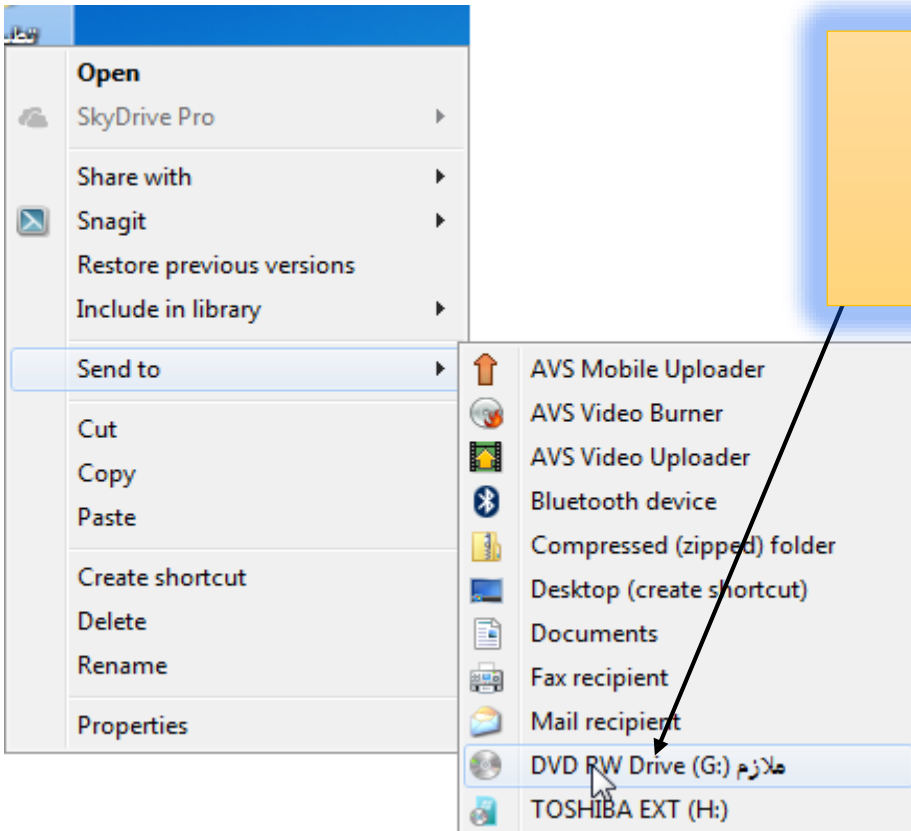 Open
SkyDrive Pro
Share with
Snagit
Restore previous versions
Include in library
Send to
Cut
Copy
Paste
Create shortcut
Delete
Rename
Properties
AVS Mobile Uploader
AVS Video Burner
AVS Video Uploader
Bluetooth device
Compressed (zipped) folder
Desktop (create shortcut)
Documents
Fax recipient
Mail recipient
DVD RW Drive (G:) ملازم
TOSHIBA EXT (H:)